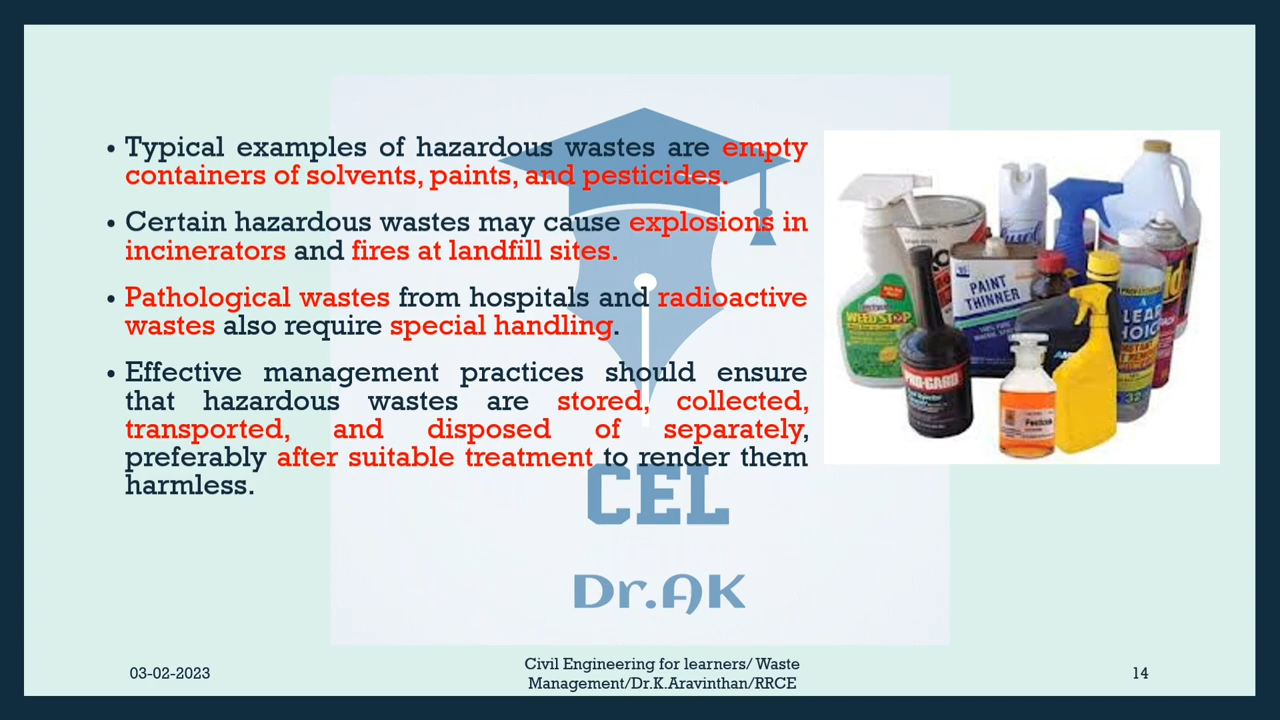 • Typical examples of hazardous wastes are empty
containers of solvents, paints, and pesticides.
• Certain hazardous wastes may cause explosions in
incinerators and fires at landfill sites.
• Pathological wastes from hospitals and radioactive
wastes also require special handling.
• Effective management practices should ensure
that hazardous wastes are stored, collected,
transported, and disposed of separately,
preferably after suitable treatment to render them
harmless.
CEL
Dr.AK
WEED STOP
PAINT
THINNER
03-02-2023
Civil Engineering for learners/ Waste
Management/Dr.K.Aravinthan/RRCE
14